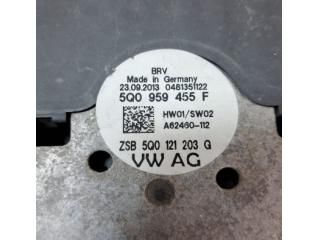 BRV
Made in Germany
23.09.2013 0481351122
5Q0 959 455 F
HW01/SW02
A62460-112
ZSB 5Q0 121 203 G
VW AG